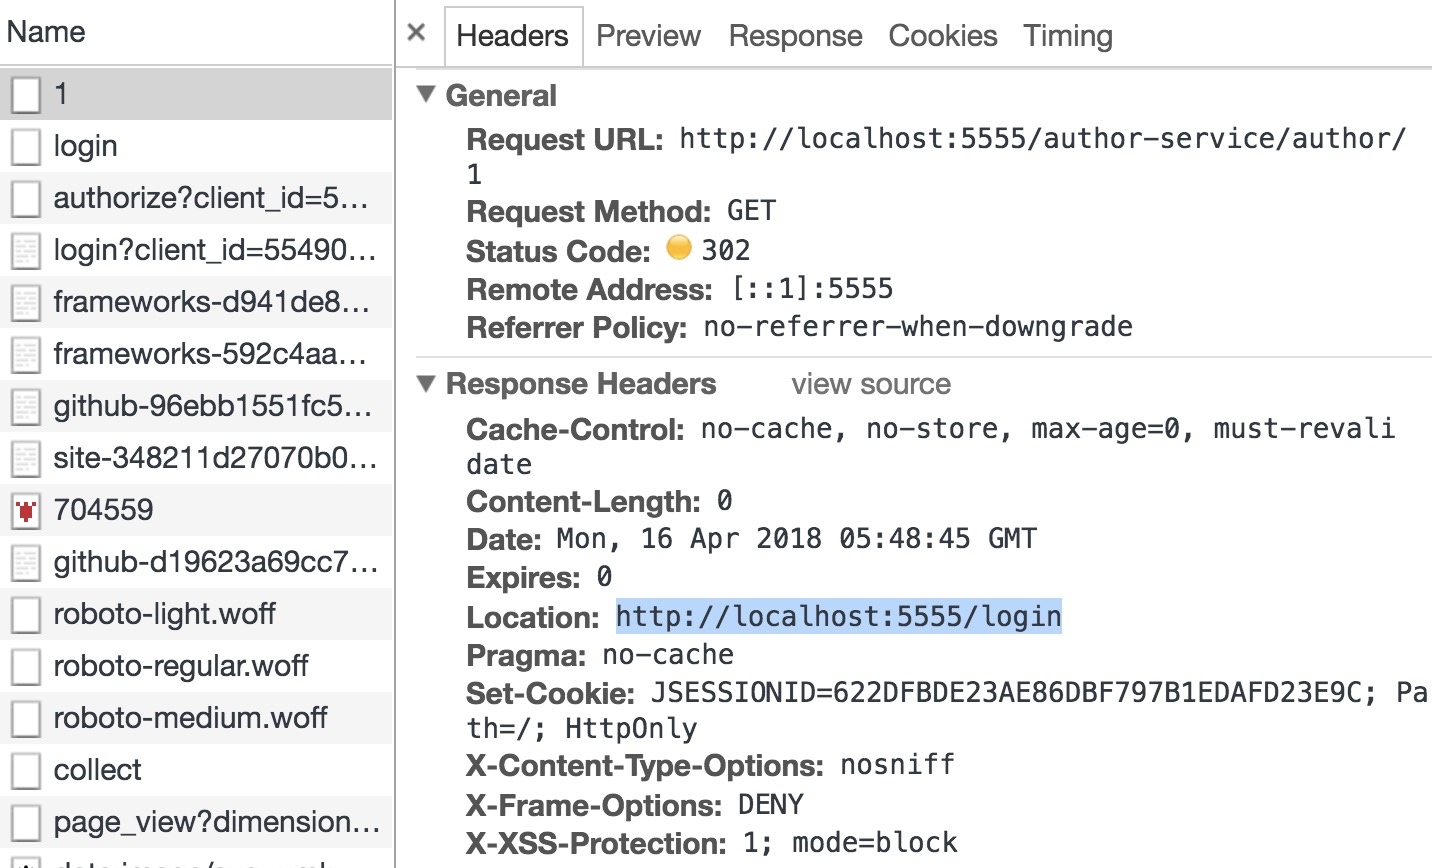 Name
1
login
authorize?client_id=5...
login?client_id=55490...
frameworks-d941de8...
frameworks-592c4aa...
github-96ebb1551fc5...
site-348211d27070b0...
704559
github-d19623a69cc7...
roboto-light.woff
roboto-regular.woff
roboto-medium.woff
collect
page_view?dimension...
× Headers Preview Response Cookies Timing
▼ General
Request URL: http://localhost:5555/author-service/author/
1
Request Method: GET
Status Code: 302
Remote Address: [::1]:5555
Referrer Policy: no-referrer-when-downgrade
▼ Response Headers view source
Cache-Control: no-cache, no-store, max-age=0, must-revali
date
Content-Length: 0
Date: Mon, 16 Apr 2018 05:48:45 GMT
Expires: 0
Location: http://localhost:5555/login
Pragma: no-cache
Set-Cookie: JSESSIONID=622DFBDE23AE86DBF797B1EDAFD23E9C; Pa
th=/; HttpOnly
X-Content-Type-Options: nosniff
X-Frame-Options: DENY
X-XSS-Protection: 1; mode=block